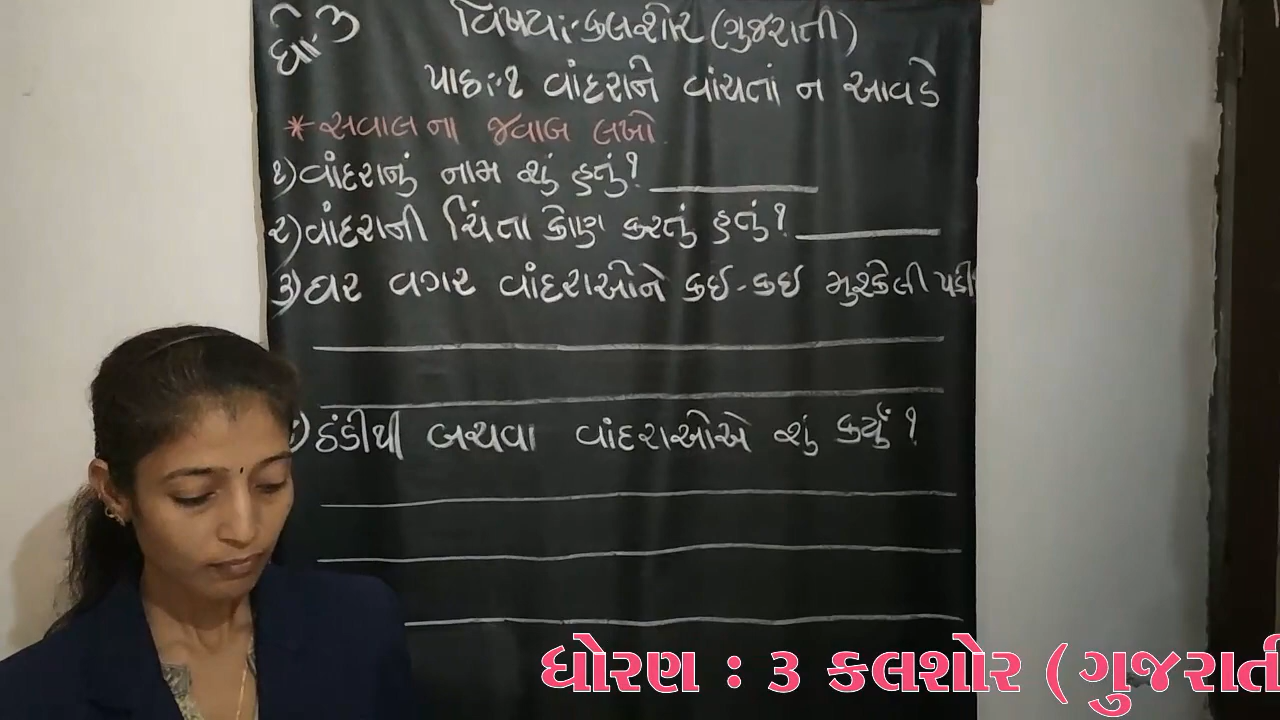 ધો:-૩ વિષય:-કલશોર (ગુજરાતી)
પાઠ:-૧ વાંદરાને વાંચતાં ન આવડે
* સવાલના જવાબ લખો.
૧) વાંદરાનું નામ શું હતું?
૨) વાંદરાની ચિંતા કોણ કરતું હતું?
૩) ઘર વગર વાંદરાઓને કઈ-કઈ મુશ્કેલી પડી?
ઠંડીથી બચવા વાંદરાઓએ શું કર્યું?
ધોરણ : ૩ કલશોર (ગુજરાતી